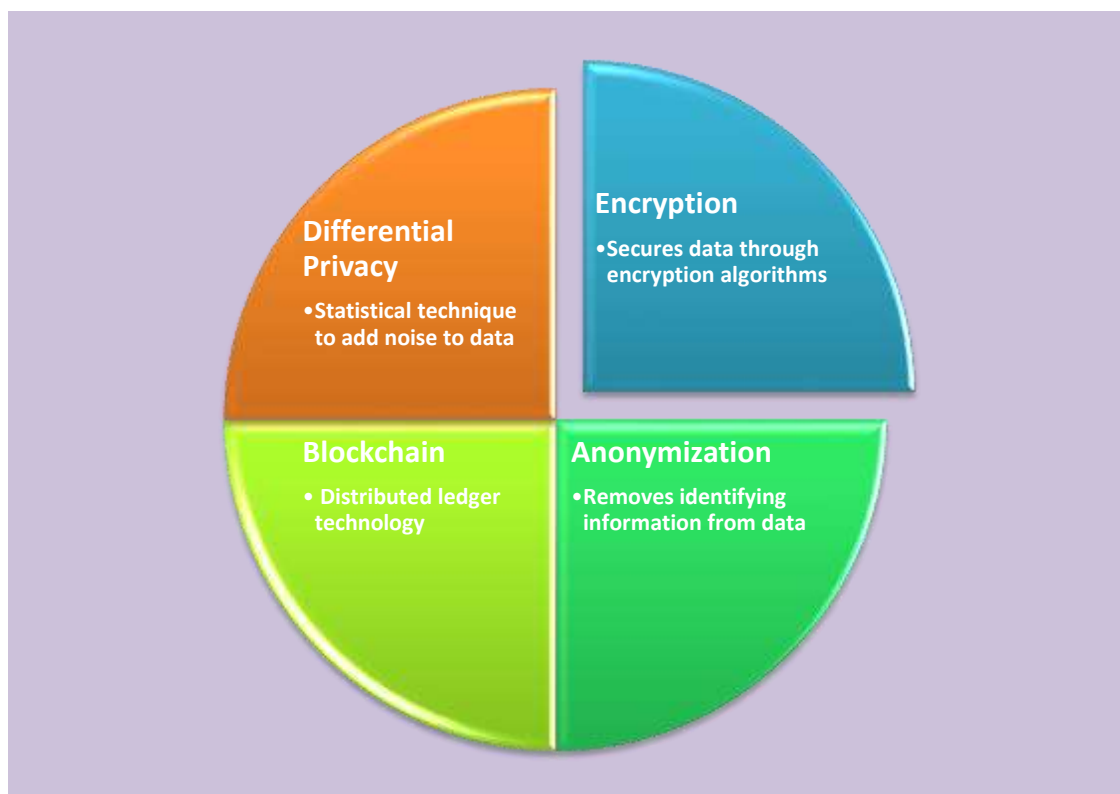 Differential
Privacy
•Statistical technique
to add noise to data
Encryption
•Secures data through
encryption algorithms
Blockchain
• Distributed ledger
technology
Anonymization
•Removes identifying
information from data